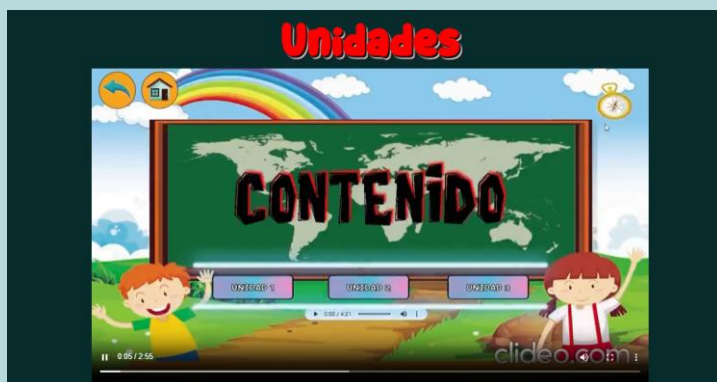 Unidades
CONTENIDO
UNIDAD 1 UNIDAD 2 UNIDAD 3
0:00 / 4:21
0:05 / 2:55
clideo.com